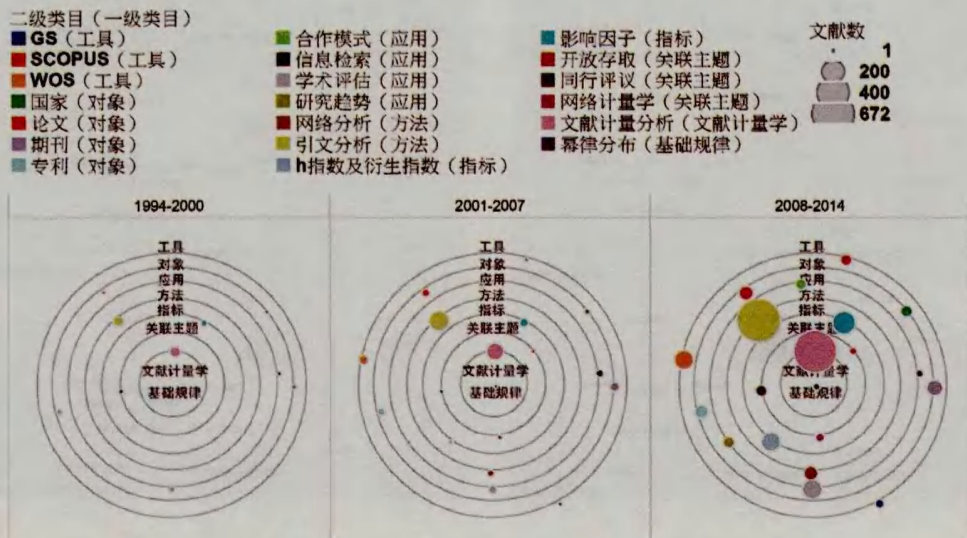 二级类目（一级类目）
GS（工具）
SCOPUS（工具）
WOS（工具）
国家（对象）
论文（对象）
期刊（对象）
专利（对象）
合作模式（应用）
信息检索（应用）
学术评估（应用）
研究趋势（应用）
网络分析（方法）
引文分析（方法）
h指数及衍生指数（指标）
影响因子（指标）
开放存取（关联主题）
同行评议（关联主题）
网络计量学（关联主题）
文献计量分析（文献计量学）
幂律分布（基础规律）
文献数
1
200
400
672
1994-2000
工具
对象
应用
方法
指标
关联主题
文献计量学
基础规律
2001-2007
工具
对象
应用
方法
指标
关联主题
文献计量学
基础规律
2008-2014
工具
对象
应用
方法
指标
关联主题
文献计量学
基础规律